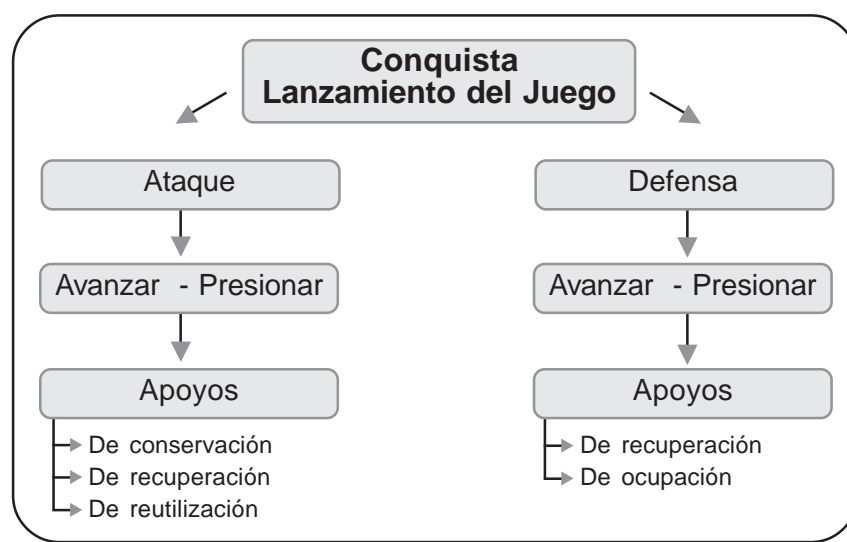 Conquista
Lanzamiento del Juego
Ataque
Defensa
Avanzar - Presionar
Avanzar - Presionar
Apoyos
Apoyos
De conservación
De recuperación
De reutilización
De recuperación
De ocupación